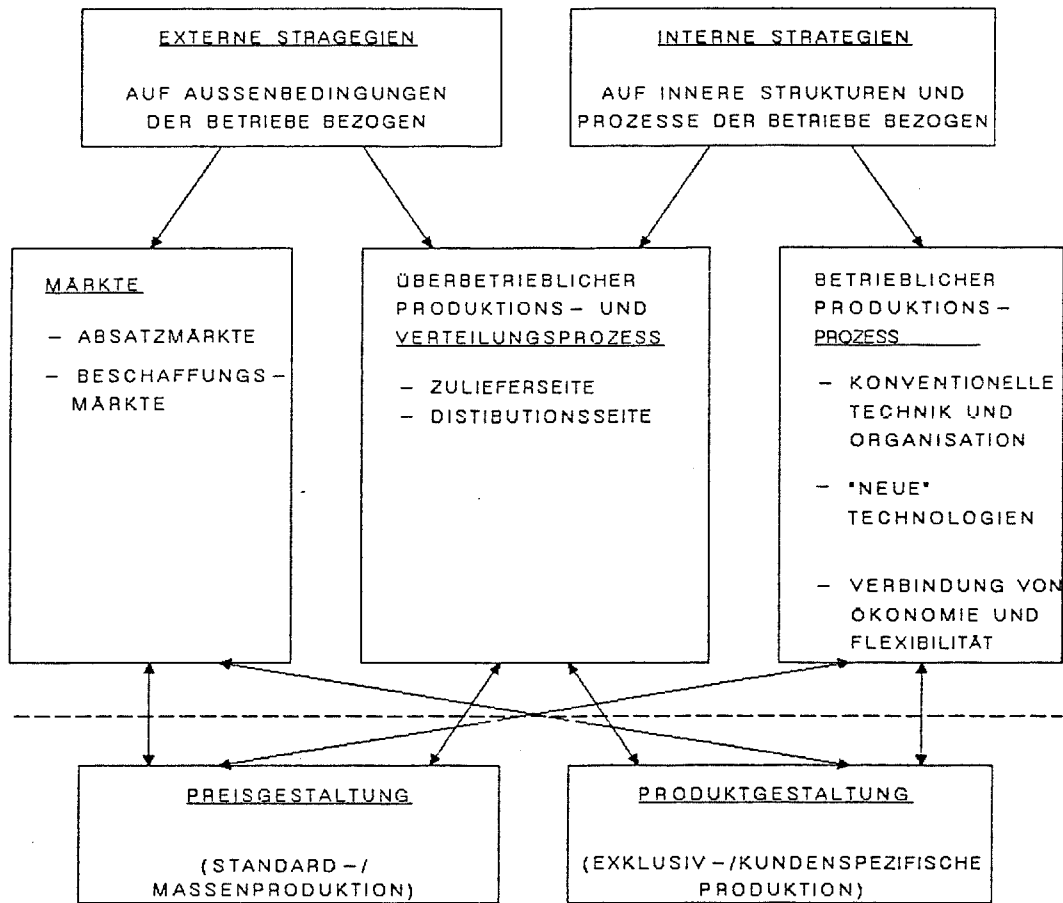 EXTERNE STRAGEGIEN
AUF AUSSENBEDINGUNGEN
DER BETRIEBE BEZOGEN
INTERNE STRATEGIEN
AUF INNERE STRUKTUREN UND
PROZESSE DER BETRIEBE BEZOGEN
MÄRKTE
– ABSATZMÄRKTE
– BESCHAFFUNGS–
MÄRKTE
ÜBERBETRIEBLICHER
PRODUKTIONS– UND
VERTEILUNGSPROZESS
– ZULIEFERSEITE
– DISTIBUTIONSSEITE
BETRIEBLICHER
PRODUKTIONS–
PROZESS
– KONVENTIONELLE
TECHNIK UND
ORGANISATION
– "NEUE"
TECHNOLOGIEN
– VERBINDUNG VON
ÖKONOMIE UND
FLEXIBILITÄT
PREISGESTALTUNG
(STANDARD–/
MASSENPRODUKTION)
PRODUKTGESTALTUNG
(EXKLUSIV–/KUNDENSPEZIFISCHE
PRODUKTION)